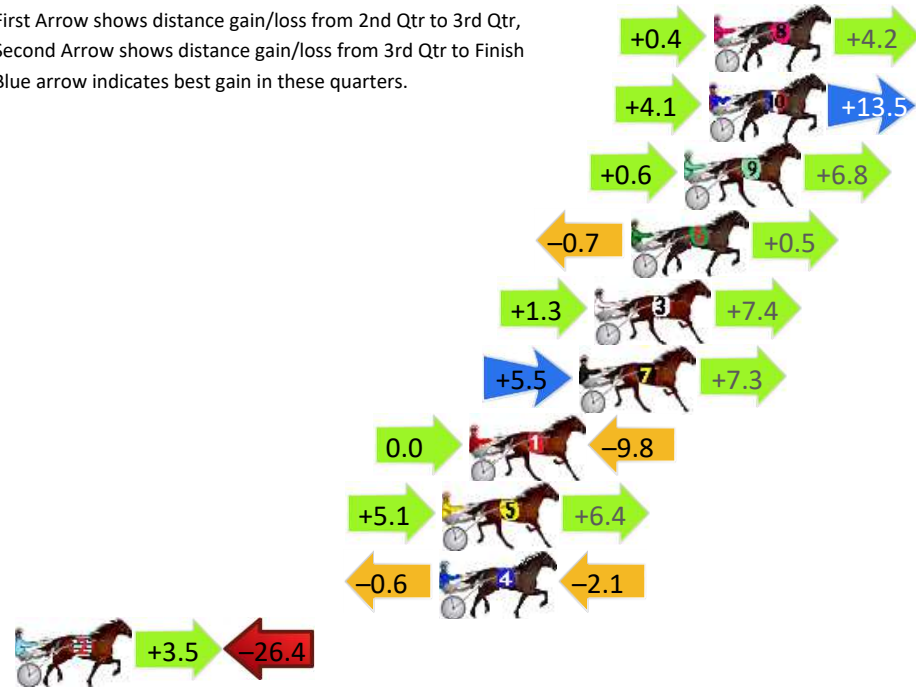 First Arrow shows distance gain/loss from 2nd Qtr to 3rd Qtr,
Second Arrow shows distance gain/loss from 3rd Qtr to Finish
Blue arrow indicates best gain in these quarters.
+0.4 8 +4.2
+4.1 +13.5
+0.6 9 +6.8
−0.7 6 +0.5
+1.3 3 +7.4
+5.5 7 +7.3
0.0 1 −9.8
+5.1 5 +6.4
−0.6 4 −2.1
2 +3.5 −26.4